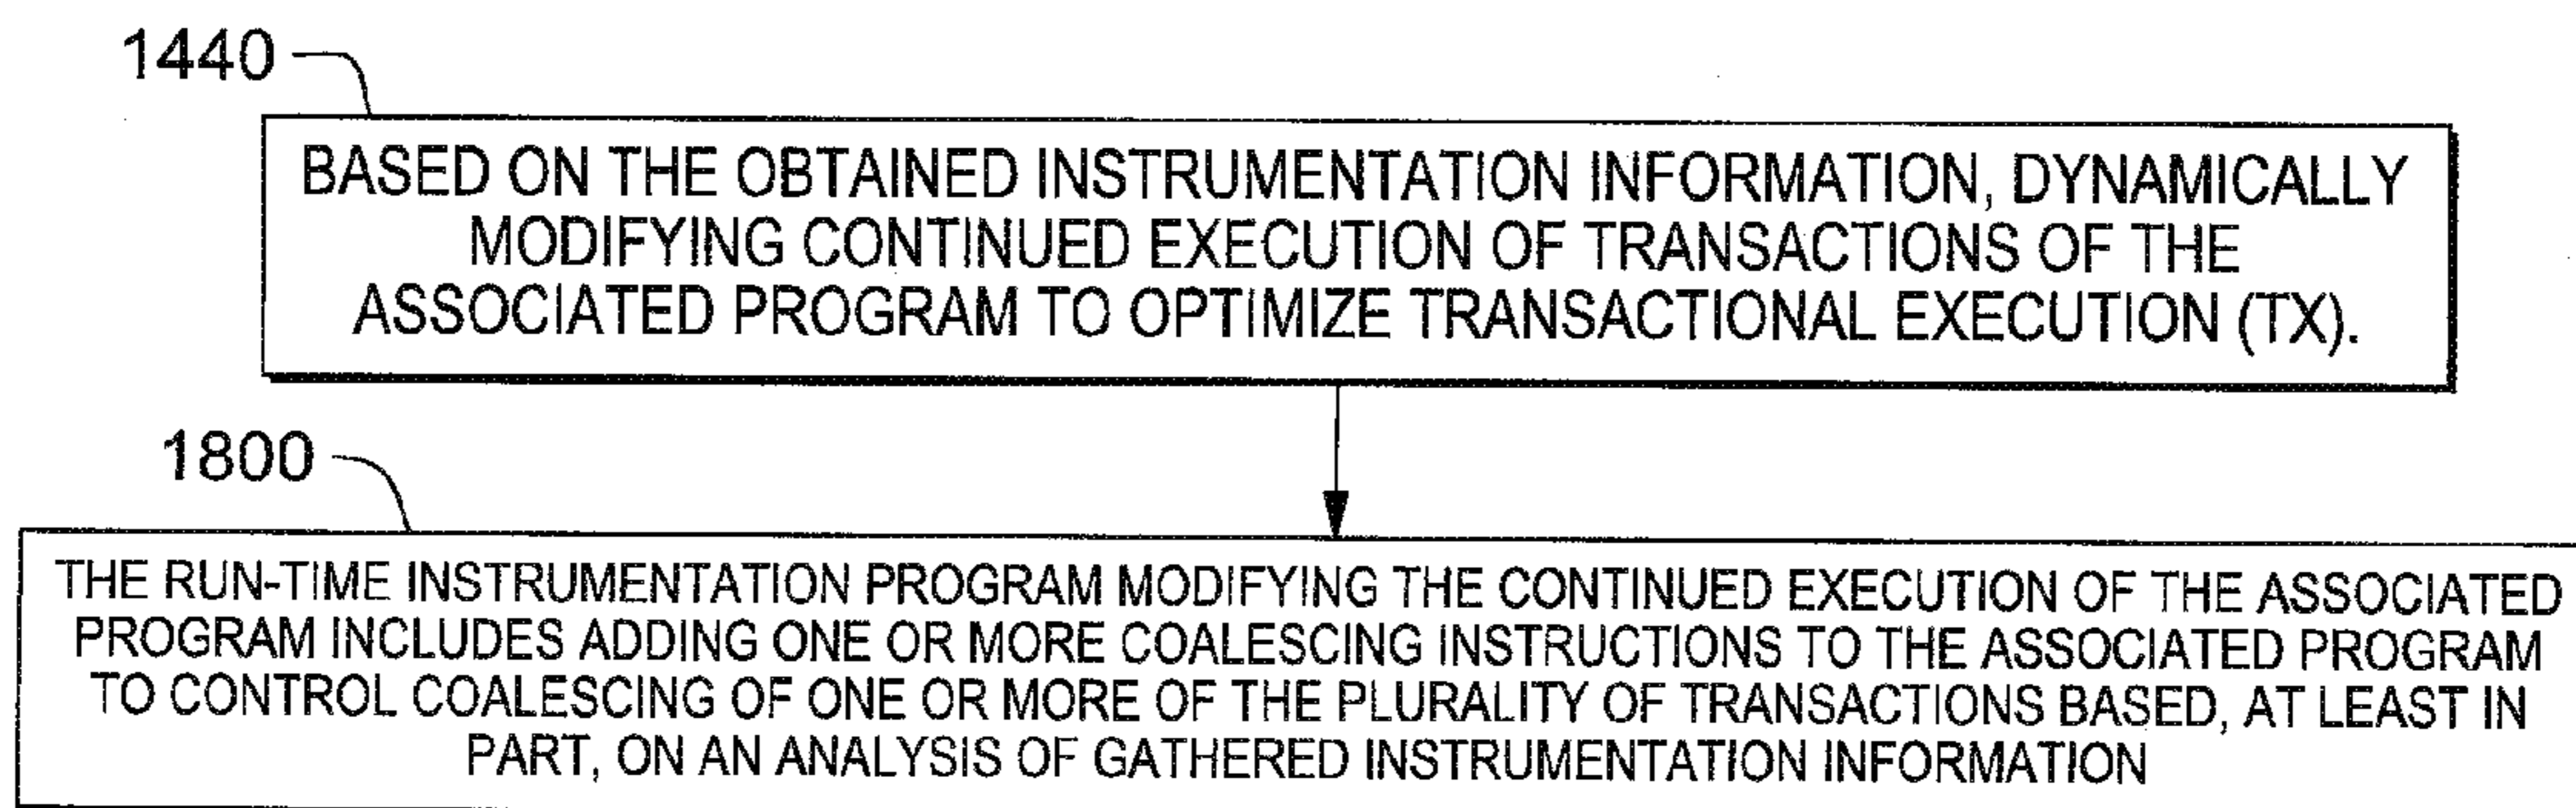 1440
BASED ON THE OBTAINED INSTRUMENTATION INFORMATION, DYNAMICALLY
MODIFYING CONTINUED EXECUTION OF TRANSACTIONS OF THE
ASSOCIATED PROGRAM TO OPTIMIZE TRANSACTIONAL EXECUTION (TX).
1800
THE RUN-TIME INSTRUMENTATION PROGRAM MODIFYING THE CONTINUED EXECUTION OF THE ASSOCIATED
PROGRAM INCLUDES ADDING ONE OR MORE COALESCING INSTRUCTIONS TO THE ASSOCIATED PROGRAM
TO CONTROL COALESCING OF ONE OR MORE OF THE PLURALITY OF TRANSACTIONS BASED, AT LEAST IN
PART, ON AN ANALYSIS OF GATHERED INSTRUMENTATION INFORMATION